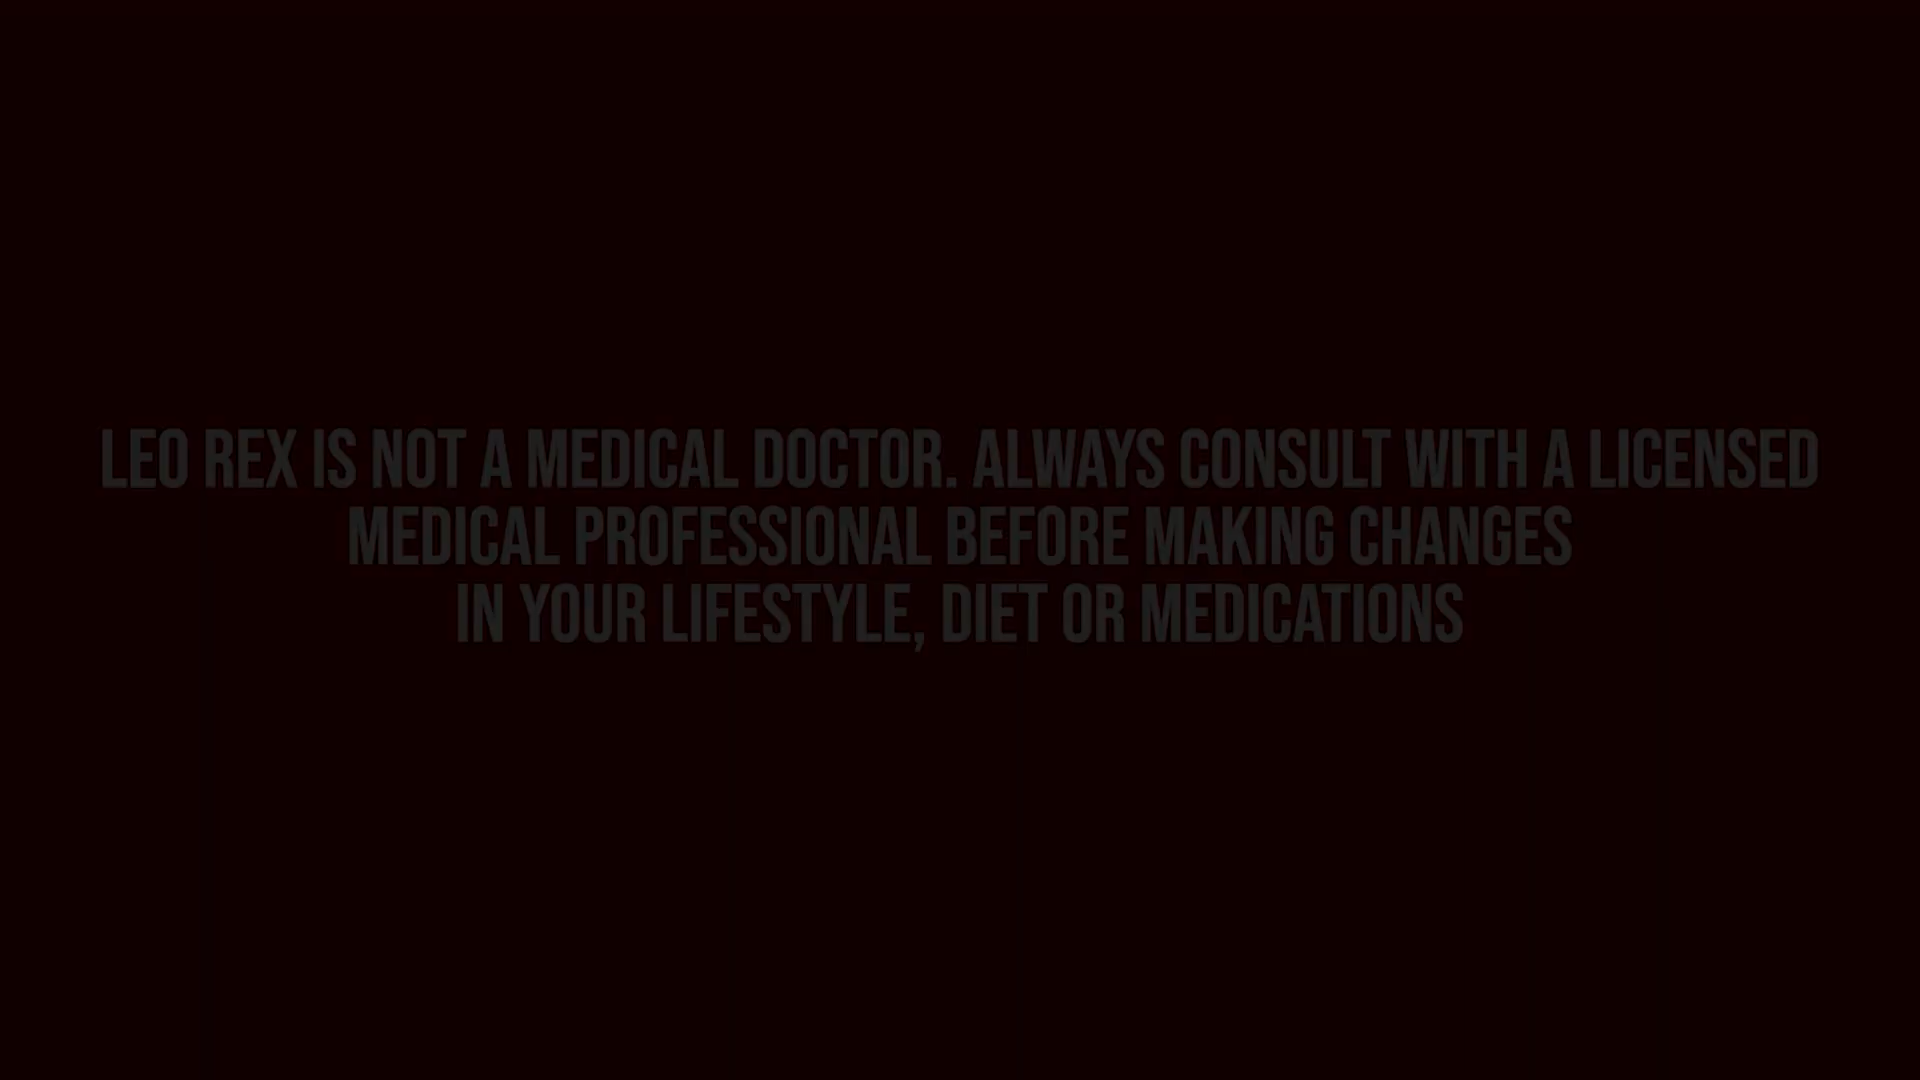 LEO REX IS NOT A MEDICAL DOCTOR. ALWAYS CONSULT WITH A LICENSED
MEDICAL PROFESSIONAL BEFORE MAKING CHANGES
IN YOUR LIFESTYLE, DIET OR MEDICATIONS